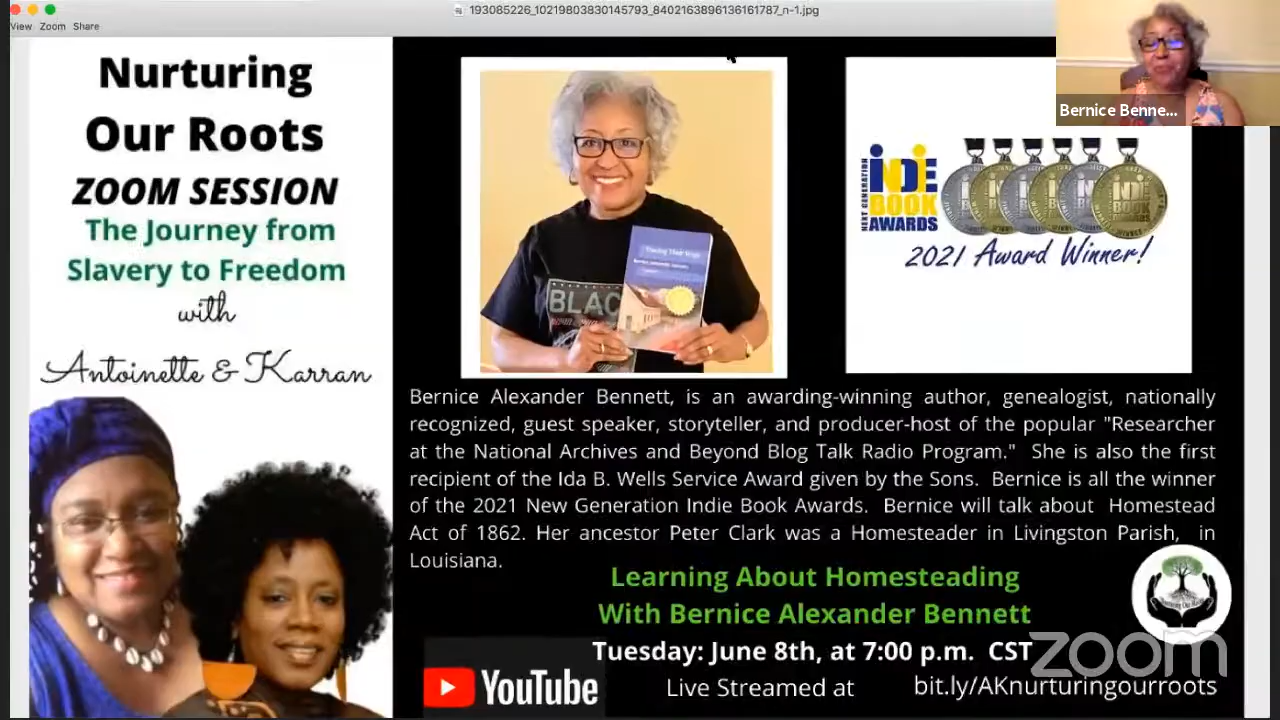 193085226_10219803830145793_8402163896136161787_n-1.jpg
View Zoom Share
Nurturing
Our Roots
ZOOM SESSION
The Journey from
Slavery to Freedom
with
Antoinette & Karran
BLAC
NEXT GENERATION
INDIE
BOOK
AWARDS
2021 Award Winner!
Bernice Benne...
Bernice Alexander Bennett, is an awarding-winning author, genealogist, nationally
recognized, guest speaker, storyteller, and producer-host of the popular "Researcher
at the National Archives and Beyond Blog Talk Radio Program." She is also the first
recipient of the Ida B. Wells Service Award given by the Sons. Bernice is all the winner
of the 2021 New Generation Indie Book Awards. Bernice will talk about Homestead
Act of 1862. Her ancestor Peter Clark was a Homesteader in Livingston Parish, in
Louisiana.
Learning About Homesteading
With Bernice Alexander Bennett
Tuesday: June 8th, at 7:00 p.m. CST
Live Streamed at bit.ly/AKnurturingourroots
YouTube
zoom